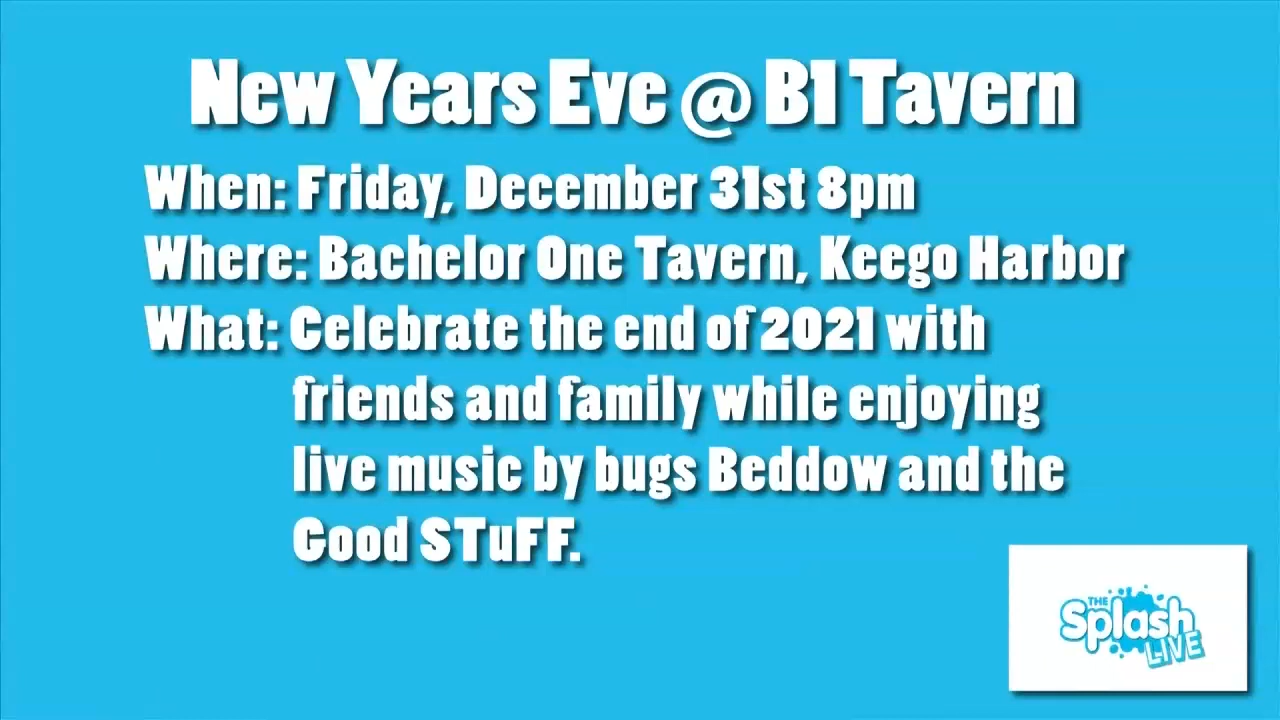 New Years Eve @ B1 Tavern
When: Friday, December 31st 8pm
Where: Bachelor One Tavern, Keego Harbor
What: Celebrate the end of 2021 with
friends and family while enjoying
live music by bugs Beddow and the
Good STuFF.
THE
Splash
LIVE